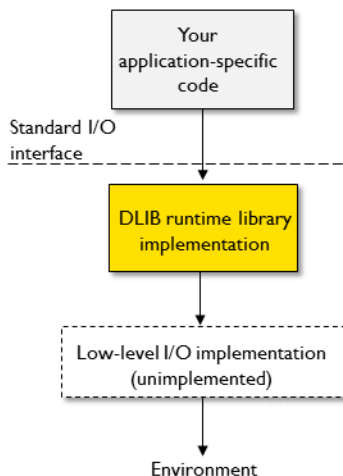 Your
application-specific
code
Standard I/O
interface
DLIB runtime library
implementation
Low-level I/O implementation
(unimplemented)
Environment